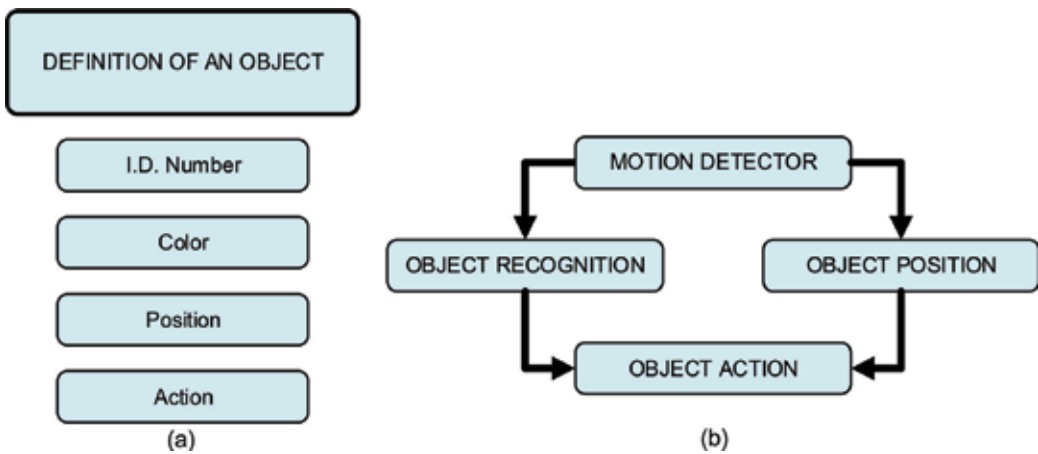 DEFINITION OF AN OBJECT
I.D. Number
Color
Position
Action
(a)
MOTION DETECTOR
OBJECT RECOGNITION
OBJECT POSITION
OBJECT ACTION
(b)